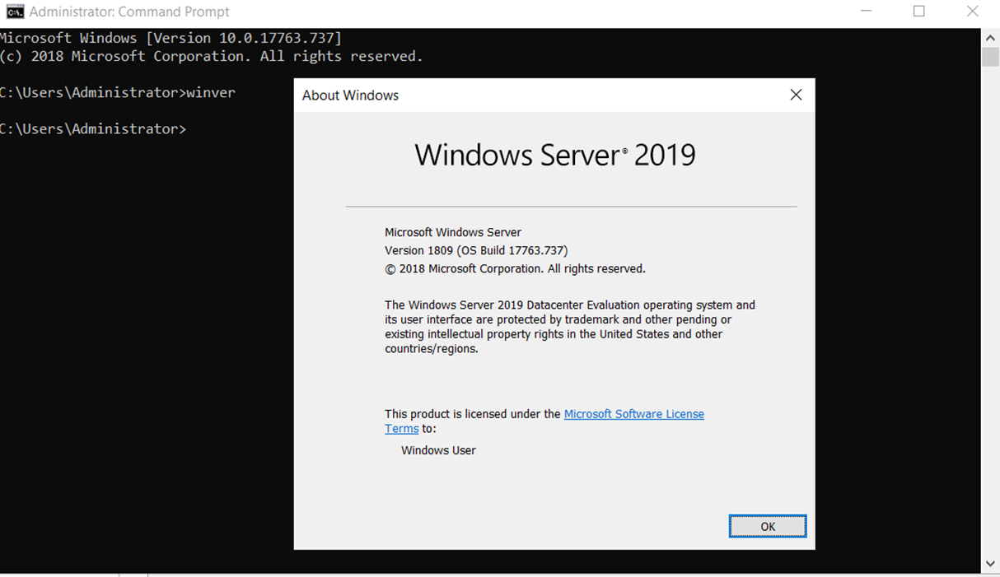 Administrator: Command Prompt
Microsoft Windows [Version 10.0.17763.737]
(c) 2018 Microsoft Corporation. All rights reserved.
C:\Users\Administrator>winver
C:\Users\Administrator>
About Windows
Windows Server® 2019
Microsoft Windows Server
Version 1809 (OS Build 17763.737)
© 2018 Microsoft Corporation. All rights reserved.
The Windows Server 2019 Datacenter Evaluation operating system and
its user interface are protected by trademark and other pending or
existing intellectual property rights in the United States and other
countries/regions.
This product is licensed under the Microsoft Software License
Terms to:
Windows User
OK